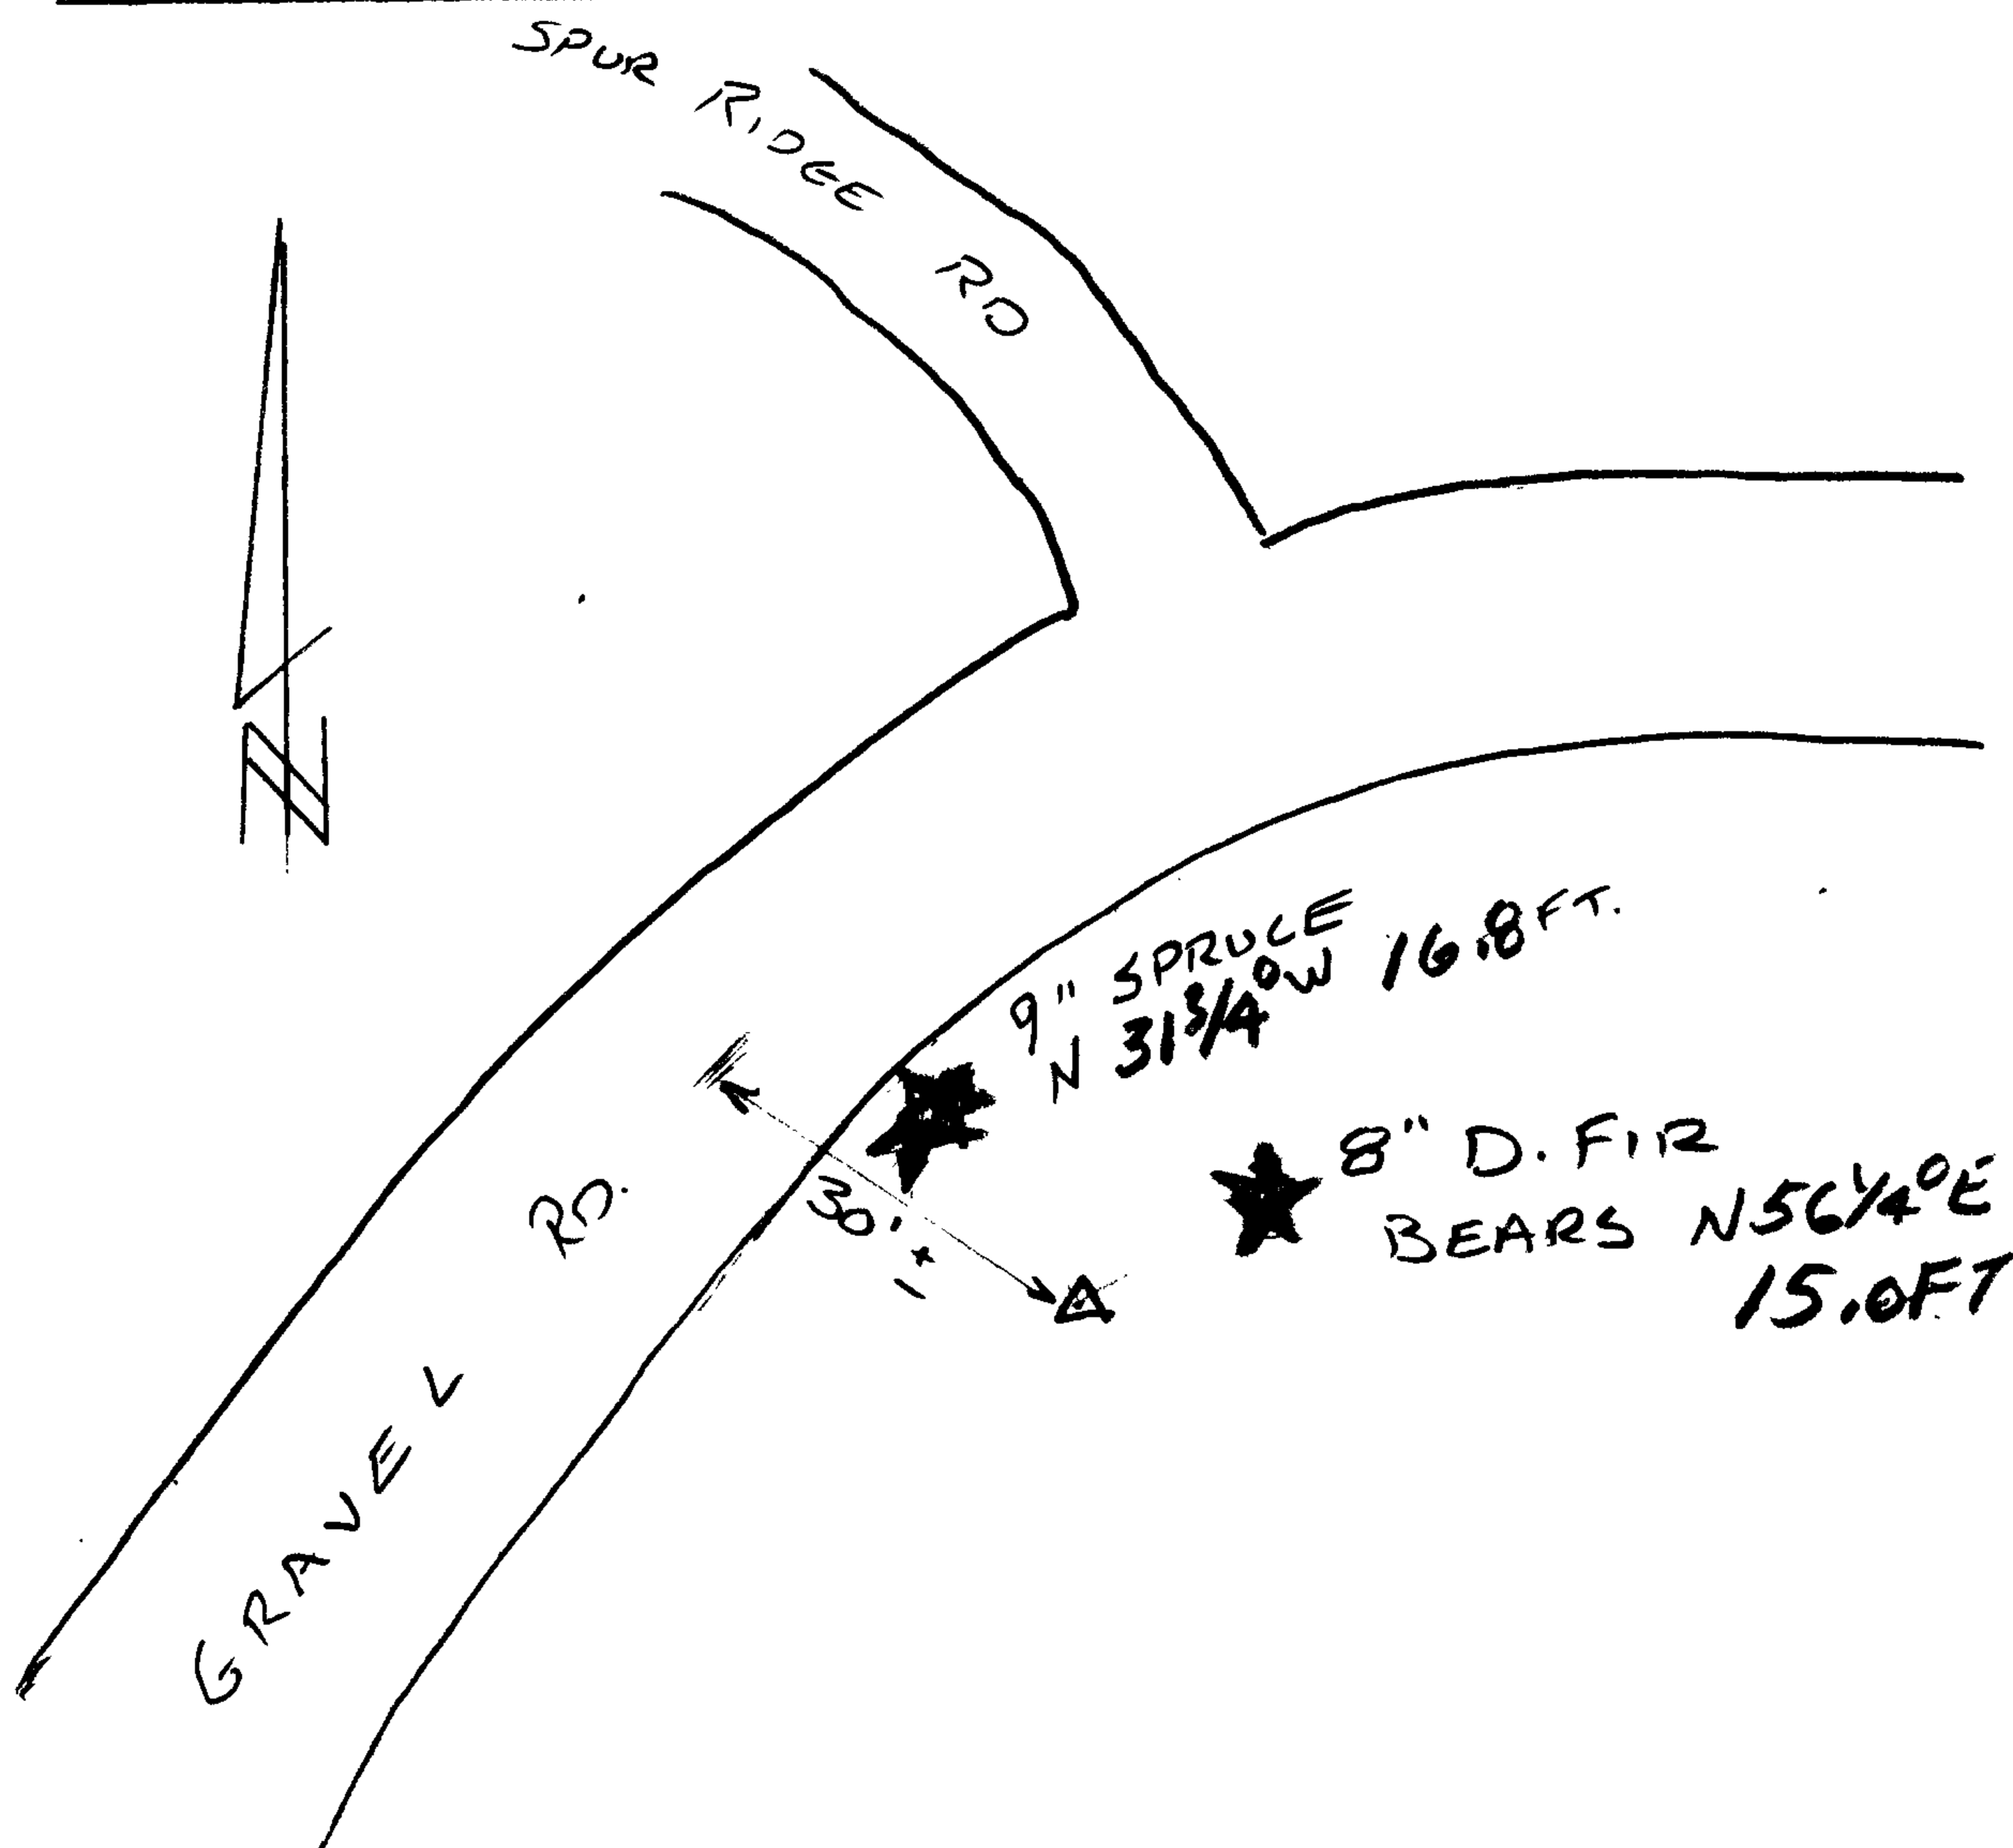 SPUR RIDGE RD
N
9" SPRUCE
N 31 3/4° W 16.8 FT.
8" D. FIR
BEARS N 56 1/4° E
15.0 FT
30' ±
GRAVEL RD.